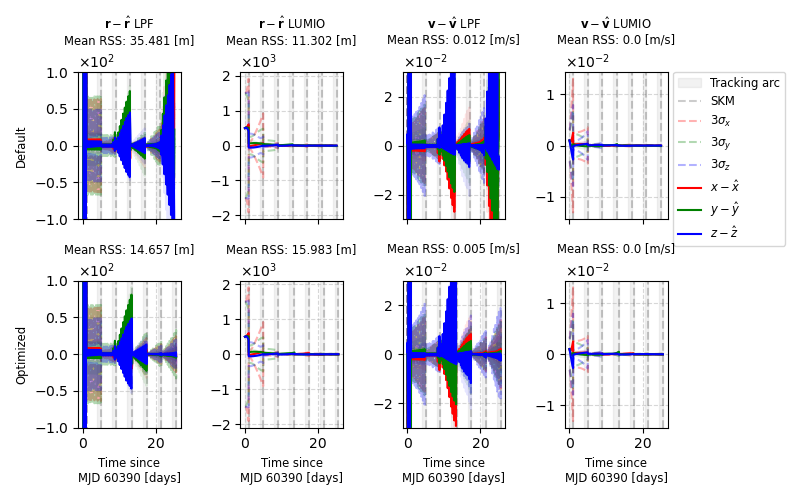 r − r̂ LPF
Mean RSS: 35.481 [m]
r − r̂ LUMIO
Mean RSS: 11.302 [m]
v − v̂ LPF
Mean RSS: 0.012 [m/s]
v − v̂ LUMIO
Mean RSS: 0.0 [m/s]
×10²
×10³
×10⁻²
×10⁻²
Default
1.0
0.5
0.0
−0.5
−1.0
2
1
0
−1
−2
2
0
−2
1
0
−1
Tracking arc
SKM
3σₓ
3σ_y
3σ_z
x − x̂
y − ŷ
z − ẑ
Mean RSS: 14.657 [m]
Mean RSS: 15.983 [m]
Mean RSS: 0.005 [m/s]
Mean RSS: 0.0 [m/s]
×10²
×10³
×10⁻²
×10⁻²
Optimized
1.0
0.5
0.0
−0.5
−1.0
2
1
0
−1
−2
2
0
−2
1
0
−1
0 20
0 20
0 20
0 20
Time since
MJD 60390 [days]
Time since
MJD 60390 [days]
Time since
MJD 60390 [days]
Time since
MJD 60390 [days]